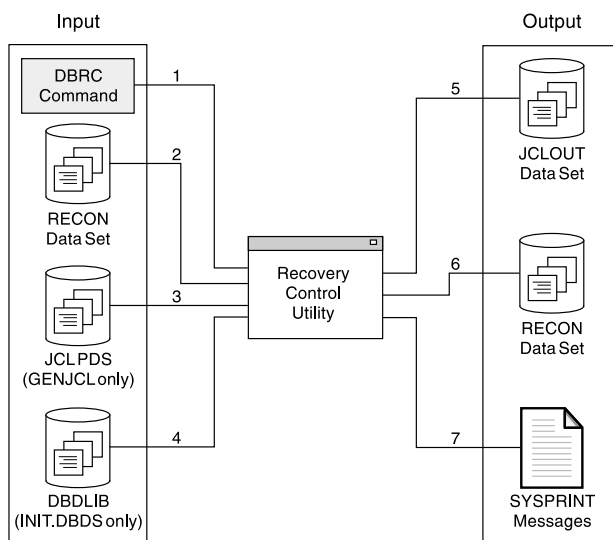 Input
DBRC
Command
1
RECON
Data Set
2
JCLPDS
(GENJCL only)
3
DBDLIB
(INIT.DBDS only)
4
Recovery
Control
Utility
Output
5
JCLOUT
Data Set
6
RECON
Data Set
7
SYSPRINT
Messages